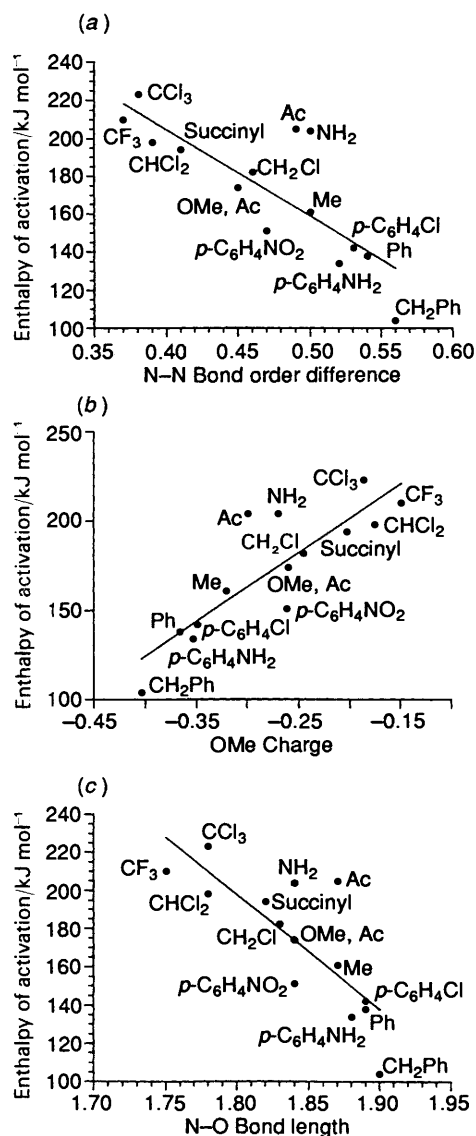 (a)
Enthalpy of activation/kJ mol⁻¹
240
220
200
180
160
140
120
100
CCl₃
CF₃
CHCl₂
Succinyl
Ac
NH₂
CH₂Cl
OMe, Ac
Me
p-C₆H₄NO₂
p-C₆H₄Cl
Ph
p-C₆H₄NH₂
CH₂Ph
0.35 0.40 0.45 0.50 0.55 0.60
N–N Bond order difference
(b)
Enthalpy of activation/kJ mol⁻¹
250
200
150
100
CCl₃
CF₃
NH₂
Ac
CHCl₂
CH₂Cl
Succinyl
Me
OMe, Ac
Ph
p-C₆H₄NO₂
p-C₆H₄Cl
p-C₆H₄NH₂
CH₂Ph
–0.45 –0.35 –0.25 –0.15
OMe Charge
(c)
Enthalpy of activation/kJ mol⁻¹
240
220
200
180
160
140
120
100
CCl₃
CF₃
NH₂
Ac
CHCl₂
Succinyl
CH₂Cl
OMe, Ac
Me
p-C₆H₄NO₂
p-C₆H₄Cl
Ph
p-C₆H₄NH₂
CH₂Ph
1.70 1.75 1.80 1.85 1.90 1.95
N–O Bond length